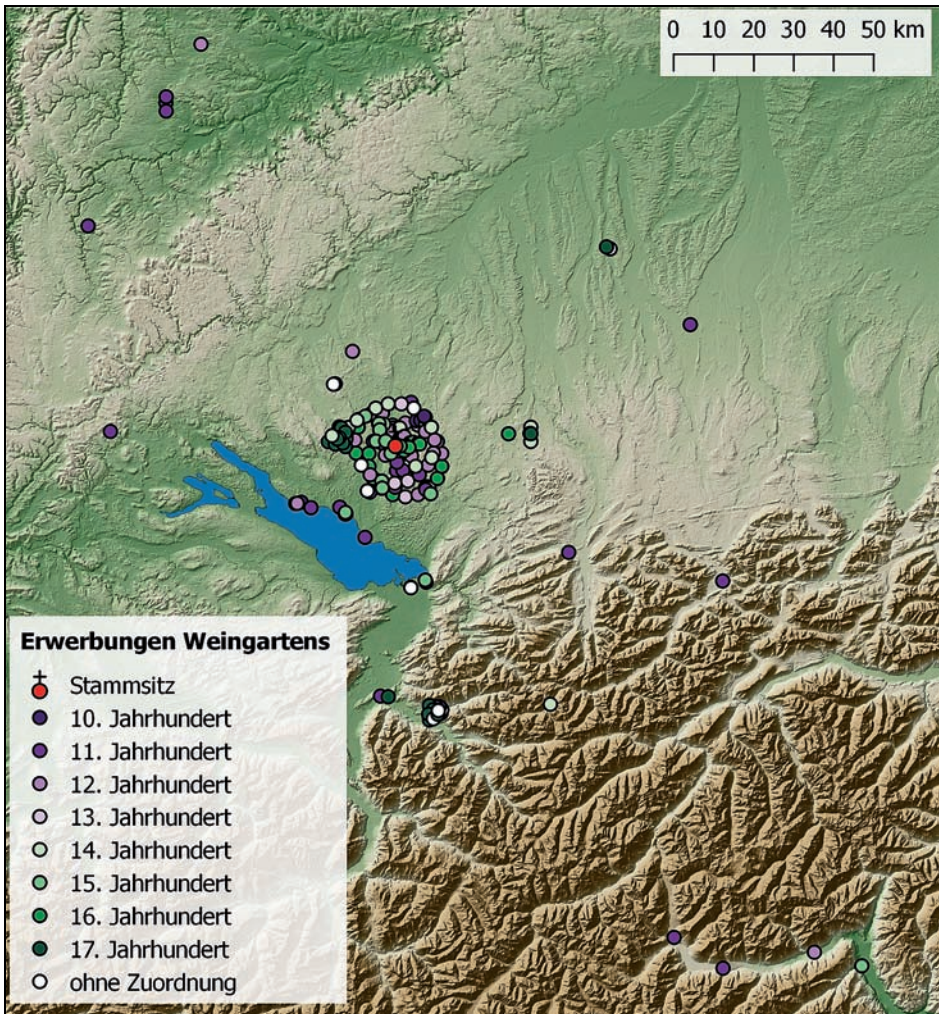 0 10 20 30 40 50 km
Erwerbungen Weingartens
Stammsitz
10. Jahrhundert
11. Jahrhundert
12. Jahrhundert
13. Jahrhundert
14. Jahrhundert
15. Jahrhundert
16. Jahrhundert
17. Jahrhundert
ohne Zuordnung